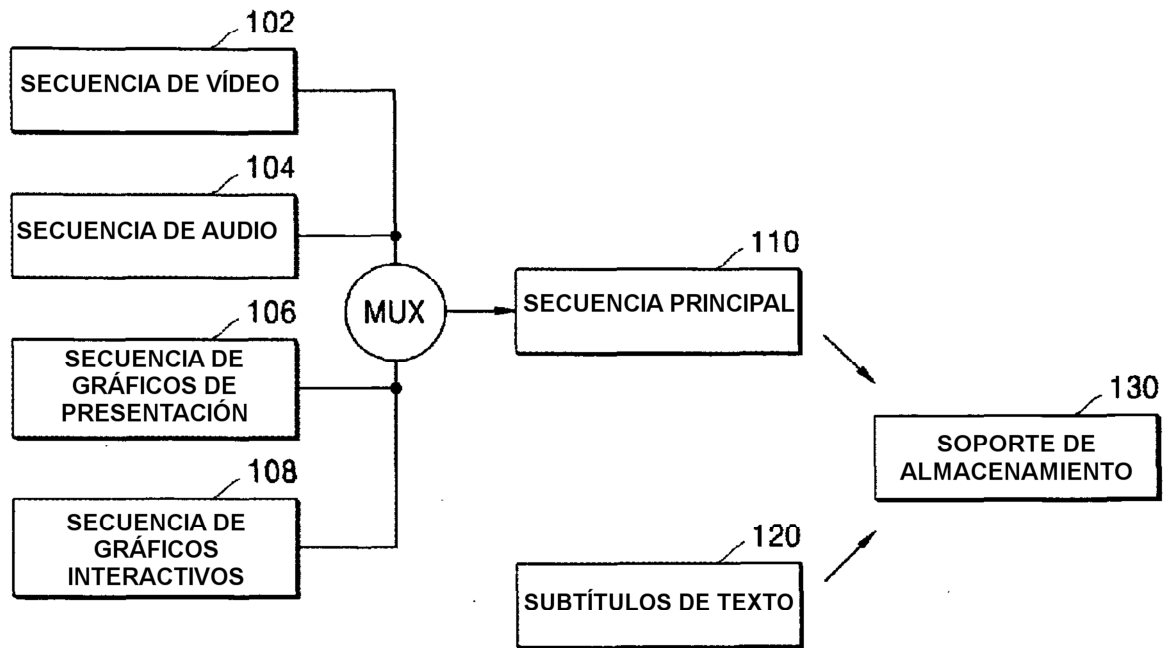 102
SECUENCIA DE VÍDEO
104
SECUENCIA DE AUDIO
106
SECUENCIA DE
GRÁFICOS DE
PRESENTACIÓN
108
SECUENCIA DE
GRÁFICOS
INTERACTIVOS
MUX
110
SECUENCIA PRINCIPAL
120
SUBTÍTULOS DE TEXTO
130
SOPORTE DE
ALMACENAMIENTO